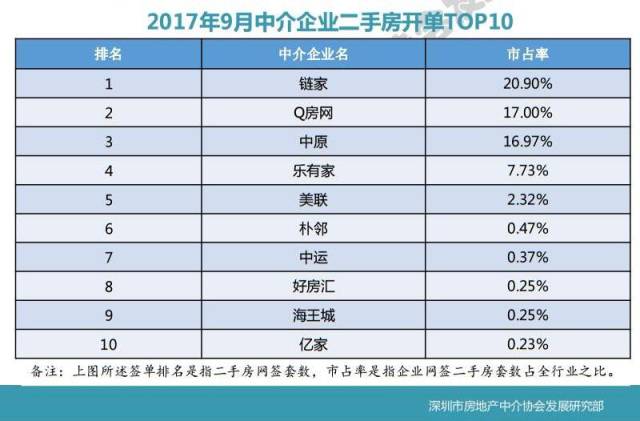 2017年9月中介企业二手房开单TOP10
排名 中介企业名 市占率
1 链家 20.90%
2 Q房网 17.00%
3 中原 16.97%
4 乐有家 7.73%
5 美联 2.32%
6 朴邻 0.47%
7 中运 0.37%
8 好房汇 0.25%
9 海王城 0.25%
10 亿家 0.23%
备注：上图所述签单排名是指二手房网签套数，市占率是指企业网签二手房套数占全行业之比。
深圳市房地产中介协会发展研究部